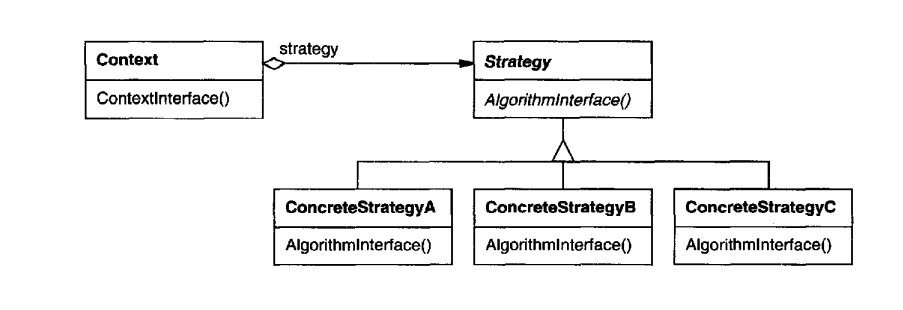 strategy
Context
Strategy
ContextInterface()
AlgorithmInterface()
ConcreteStrategyA
ConcreteStrategyB
ConcreteStrategyC
AlgorithmInterface()
AlgorithmInterface()
AlgorithmInterface()